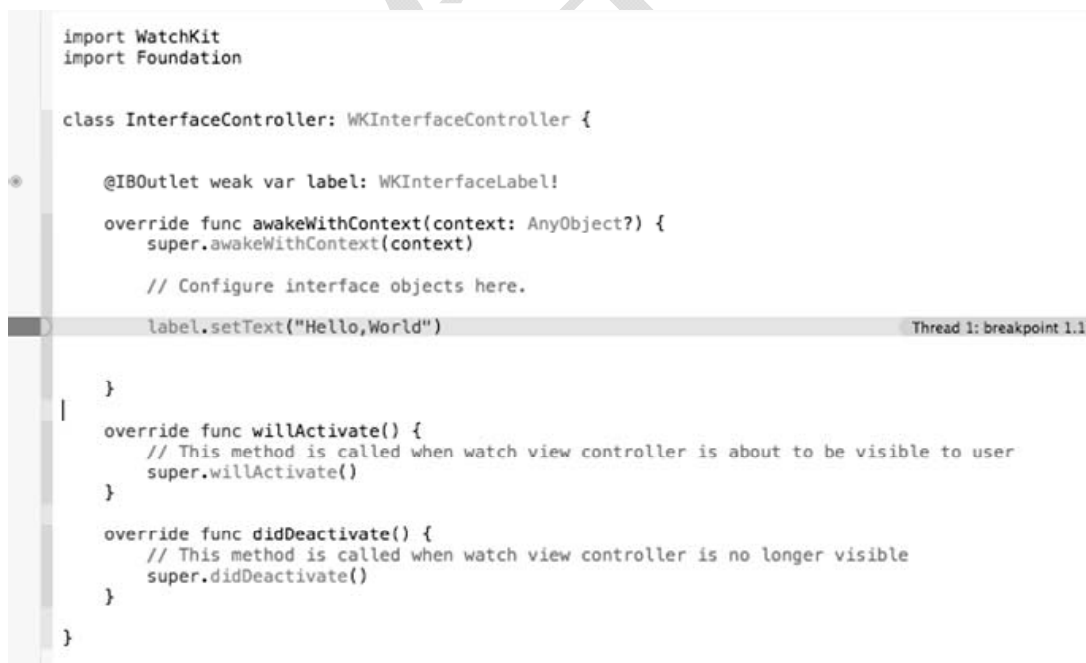 import WatchKit
import Foundation
class InterfaceController: WKInterfaceController {
@IBOutlet weak var label: WKInterfaceLabel!
override func awakeWithContext(context: AnyObject?) {
super.awakeWithContext(context)
// Configure interface objects here.
label.setText("Hello,World")
Thread 1: breakpoint 1.1
}
override func willActivate() {
// This method is called when watch view controller is about to be visible to user
super.willActivate()
}
override func didDeactivate() {
// This method is called when watch view controller is no longer visible
super.didDeactivate()
}
}